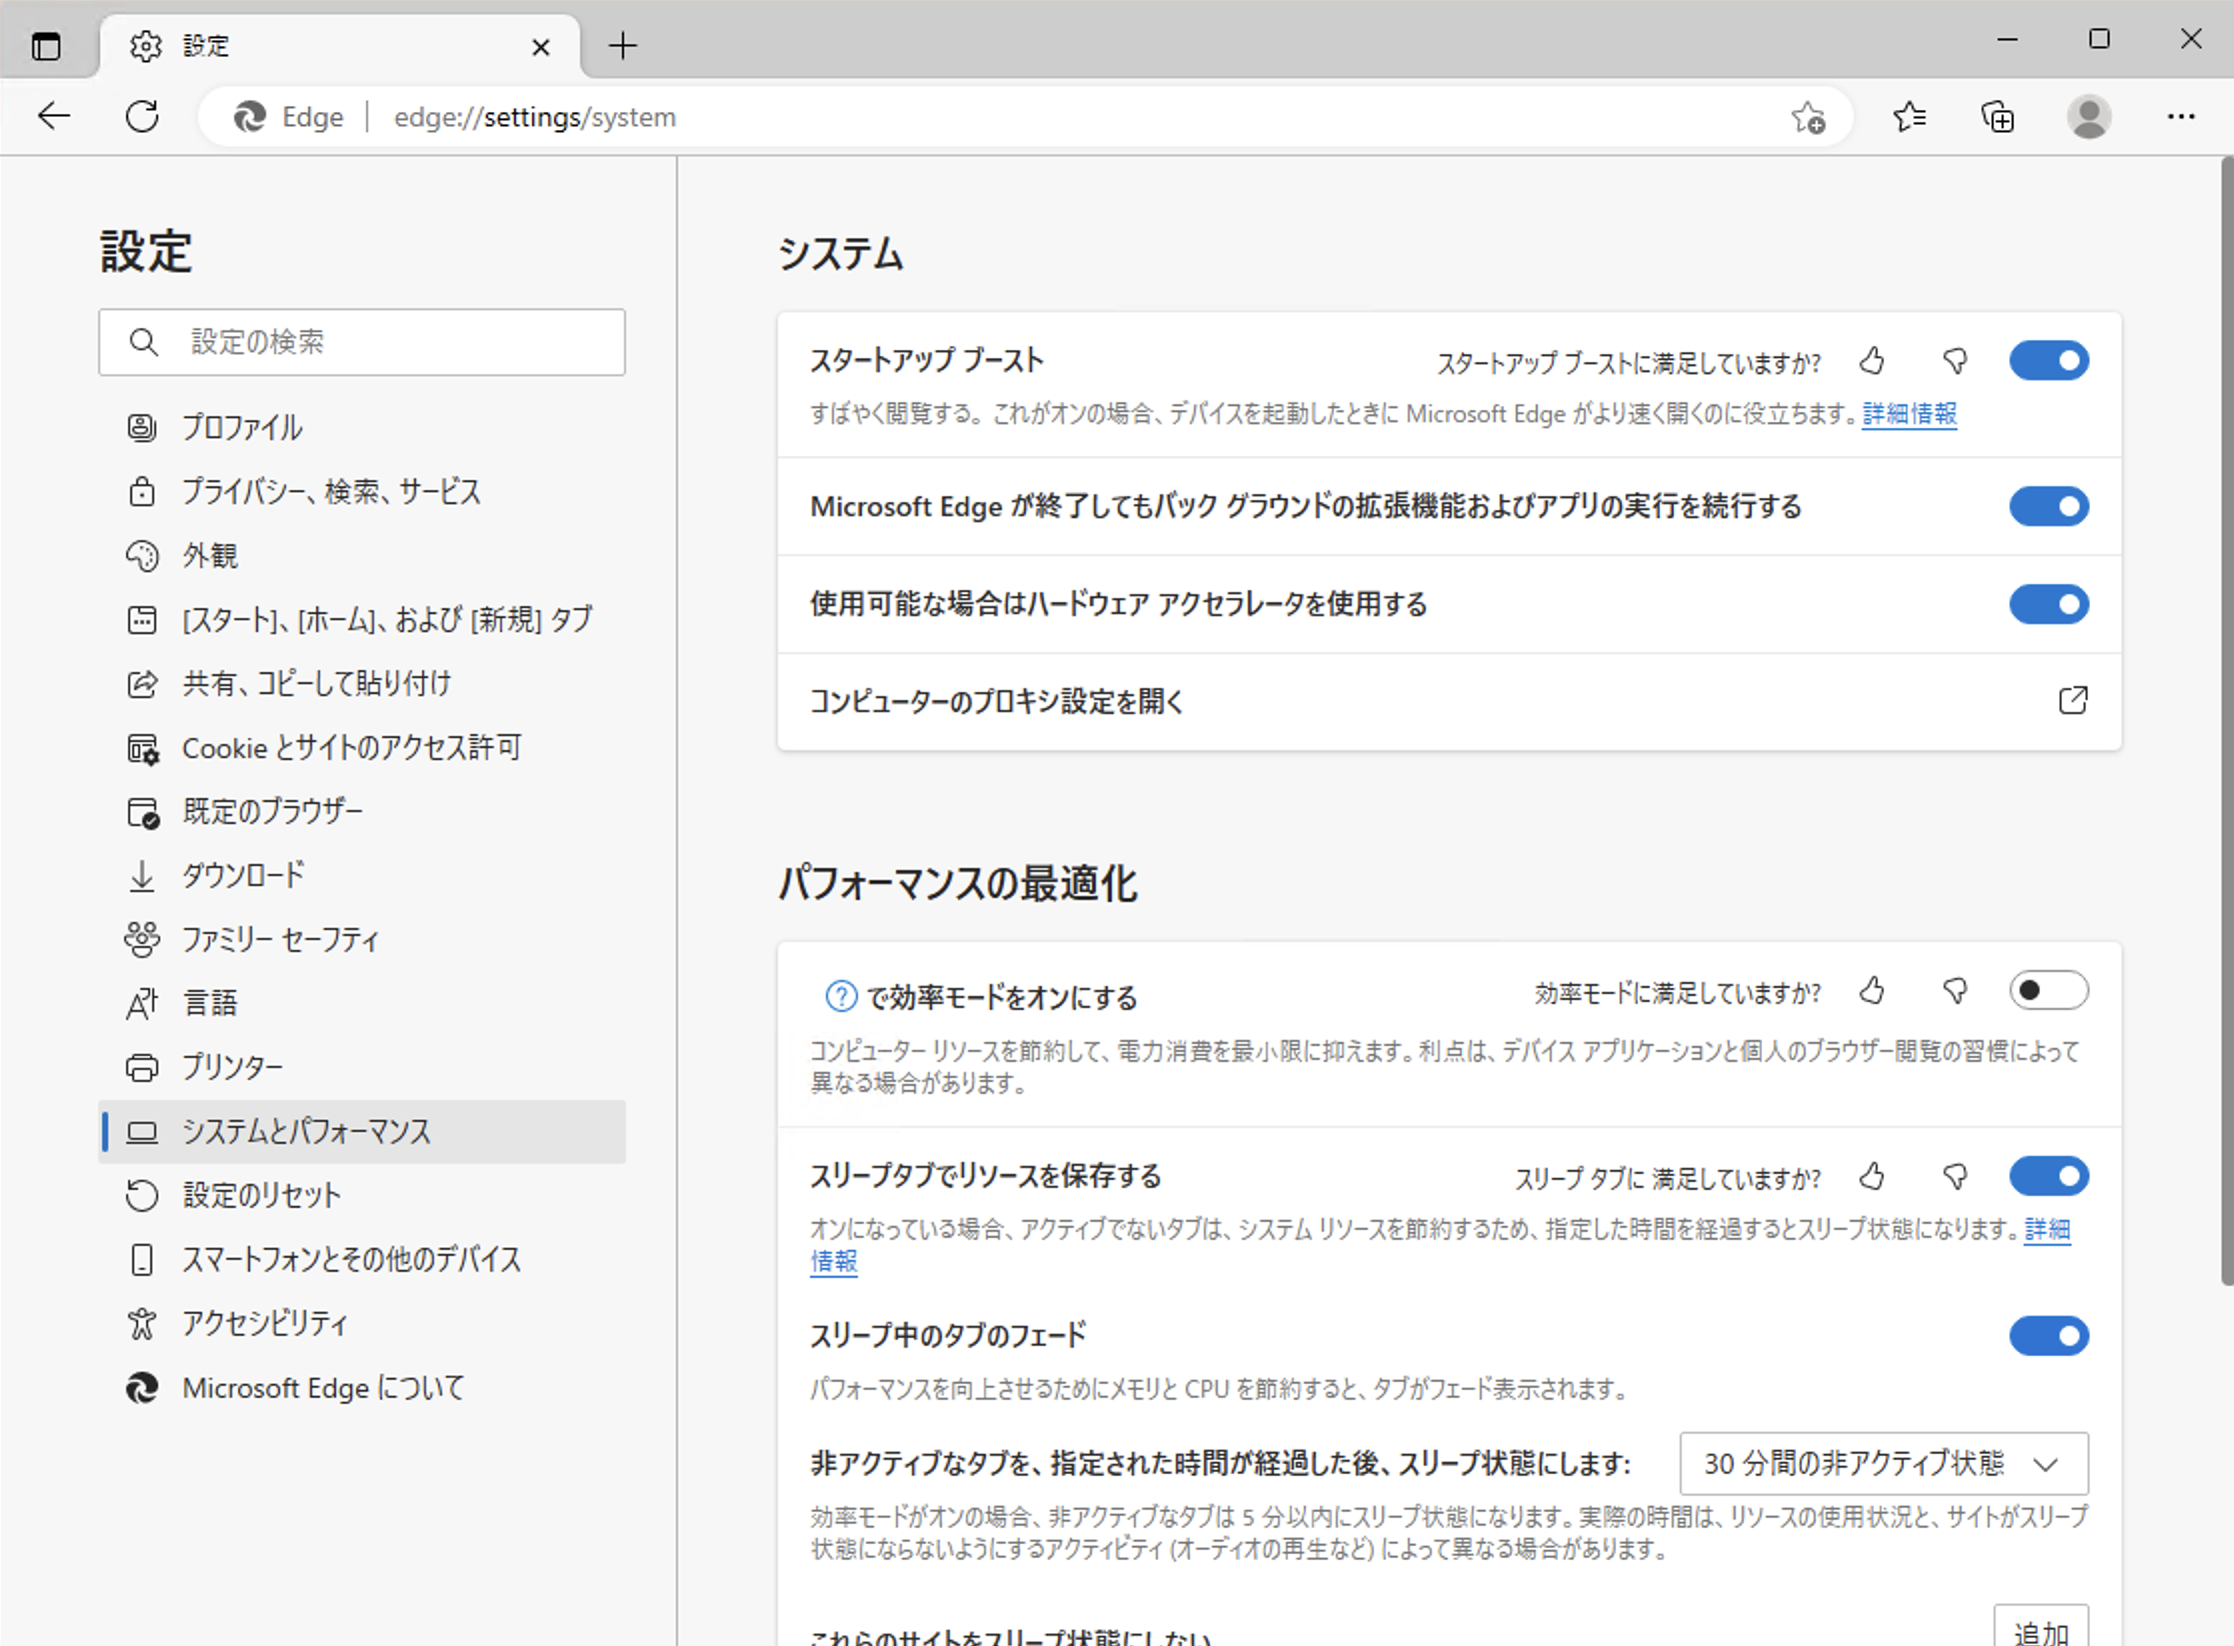 設定
Edge
edge://settings/system
設定
設定の検索
プロファイル
プライバシー、検索、サービス
外観
[スタート]、[ホーム]、および [新規] タブ
共有、コピーして貼り付け
Cookie とサイトのアクセス許可
既定のブラウザー
ダウンロード
ファミリー セーフティ
言語
プリンター
システムとパフォーマンス
設定のリセット
スマートフォンとその他のデバイス
アクセシビリティ
Microsoft Edge について
システム
スタートアップ ブースト
スタートアップ ブーストに満足していますか?
すばやく閲覧する。これがオンの場合、デバイスを起動したときに Microsoft Edge がより速く開くのに役立ちます。詳細情報
Microsoft Edge が終了してもバック グラウンドの拡張機能およびアプリの実行を続行する
使用可能な場合はハードウェア アクセラレータを使用する
コンピューターのプロキシ設定を開く
パフォーマンスの最適化
で効率モードをオンにする
効率モードに満足していますか?
コンピューター リソースを節約して、電力消費を最小限に抑えます。利点は、デバイス アプリケーションと個人のブラウザー閲覧の習慣によって
異なる場合があります。
スリープタブでリソースを保存する
スリープ タブに 満足していますか?
オンになっている場合、アクティブでないタブは、システム リソースを節約するため、指定した時間を経過するとスリープ状態になります。詳細
情報
スリープ中のタブのフェード
パフォーマンスを向上させるためにメモリと CPU を節約すると、タブがフェード表示されます。
非アクティブなタブを、指定された時間が経過した後、スリープ状態にします:
30 分間の非アクティブ状態
効率モードがオンの場合、非アクティブなタブは 5 分以内にスリープ状態になります。実際の時間は、リソースの使用状況と、サイトがスリープ
状態にならないようにするアクティビティ (オーディオの再生など) によって異なる場合があります。
これらのサイトをスリープ状態にしない
追加